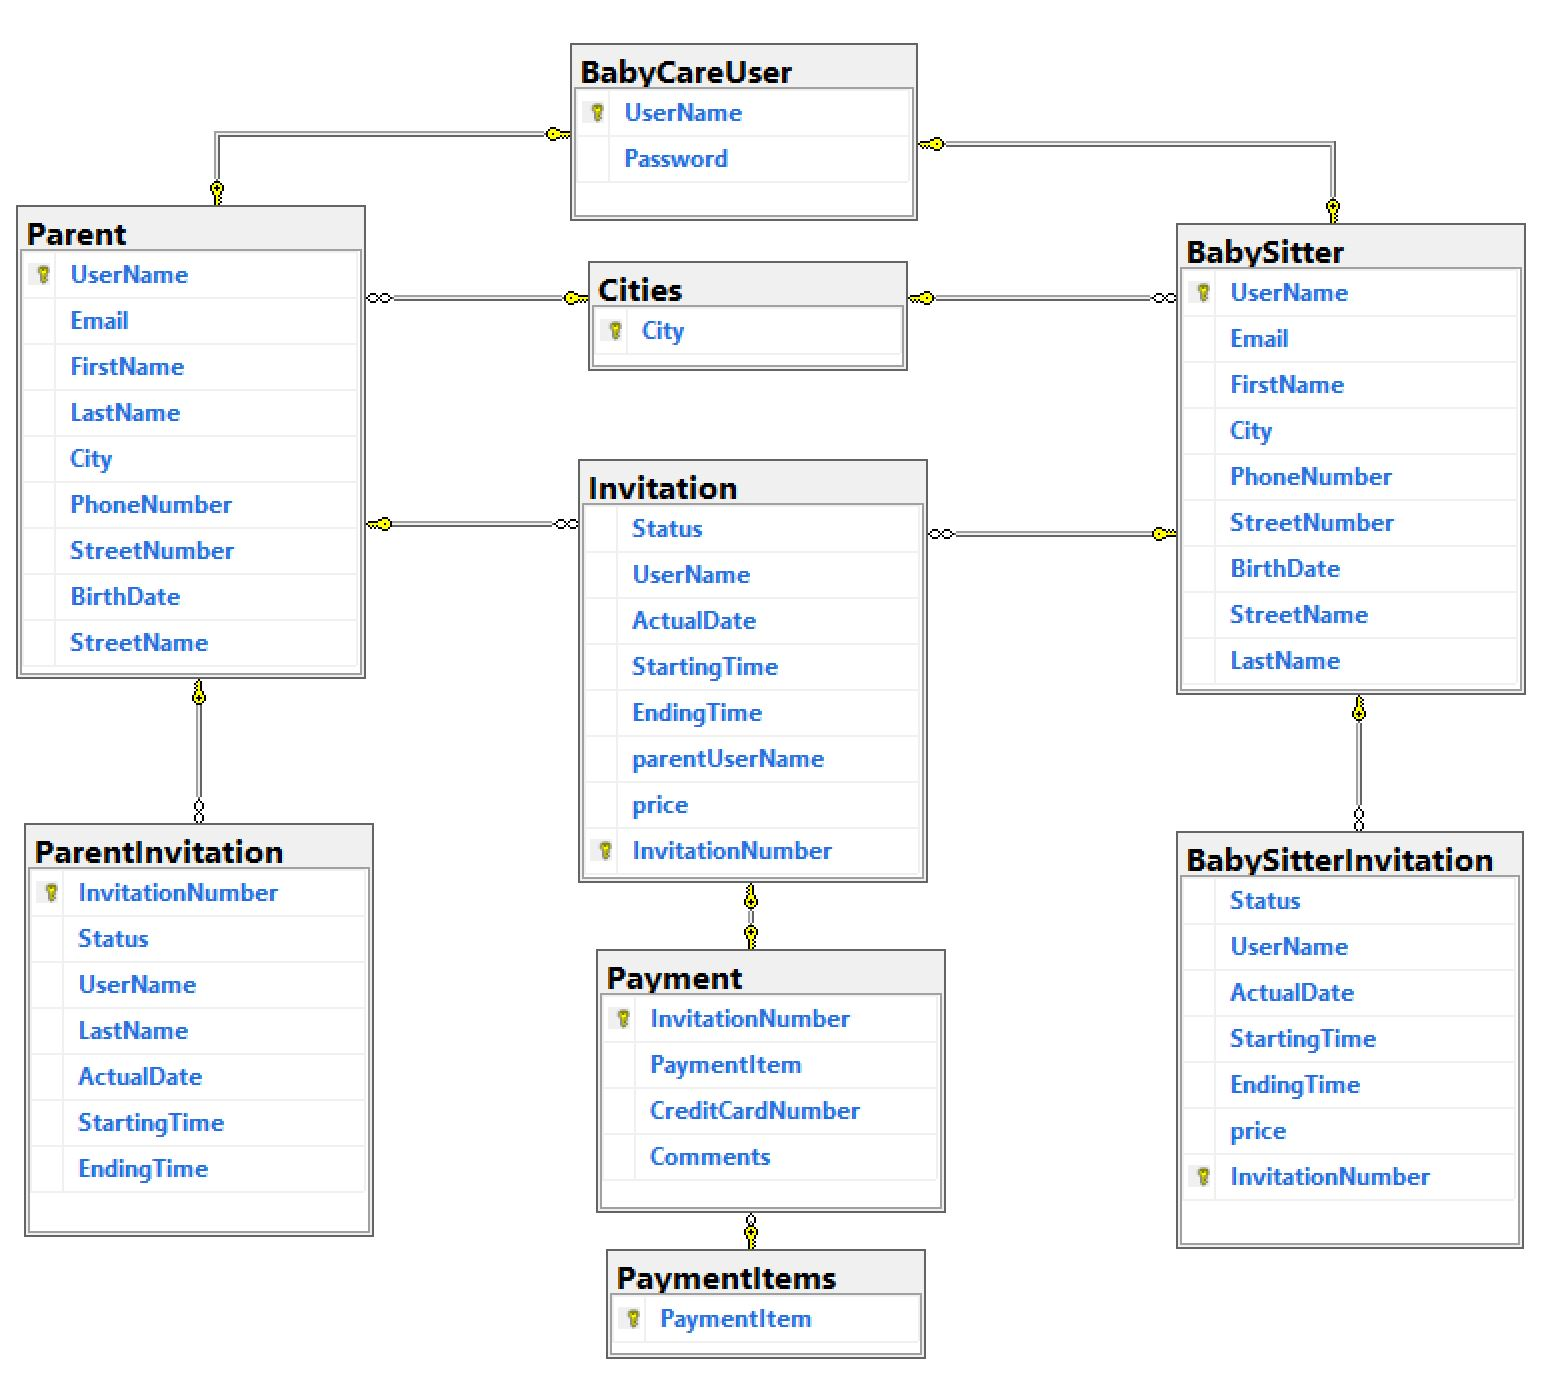 BabyCareUser
UserName
Password
Parent
UserName
Email
FirstName
LastName
City
PhoneNumber
StreetNumber
BirthDate
StreetName
Cities
City
BabySitter
UserName
Email
FirstName
City
PhoneNumber
StreetNumber
BirthDate
StreetName
LastName
Invitation
Status
UserName
ActualDate
StartingTime
EndingTime
parentUserName
price
InvitationNumber
ParentInvitation
InvitationNumber
Status
UserName
LastName
ActualDate
StartingTime
EndingTime
Payment
InvitationNumber
PaymentItem
CreditCardNumber
Comments
BabySitterInvitation
Status
UserName
ActualDate
StartingTime
EndingTime
price
InvitationNumber
PaymentItems
PaymentItem